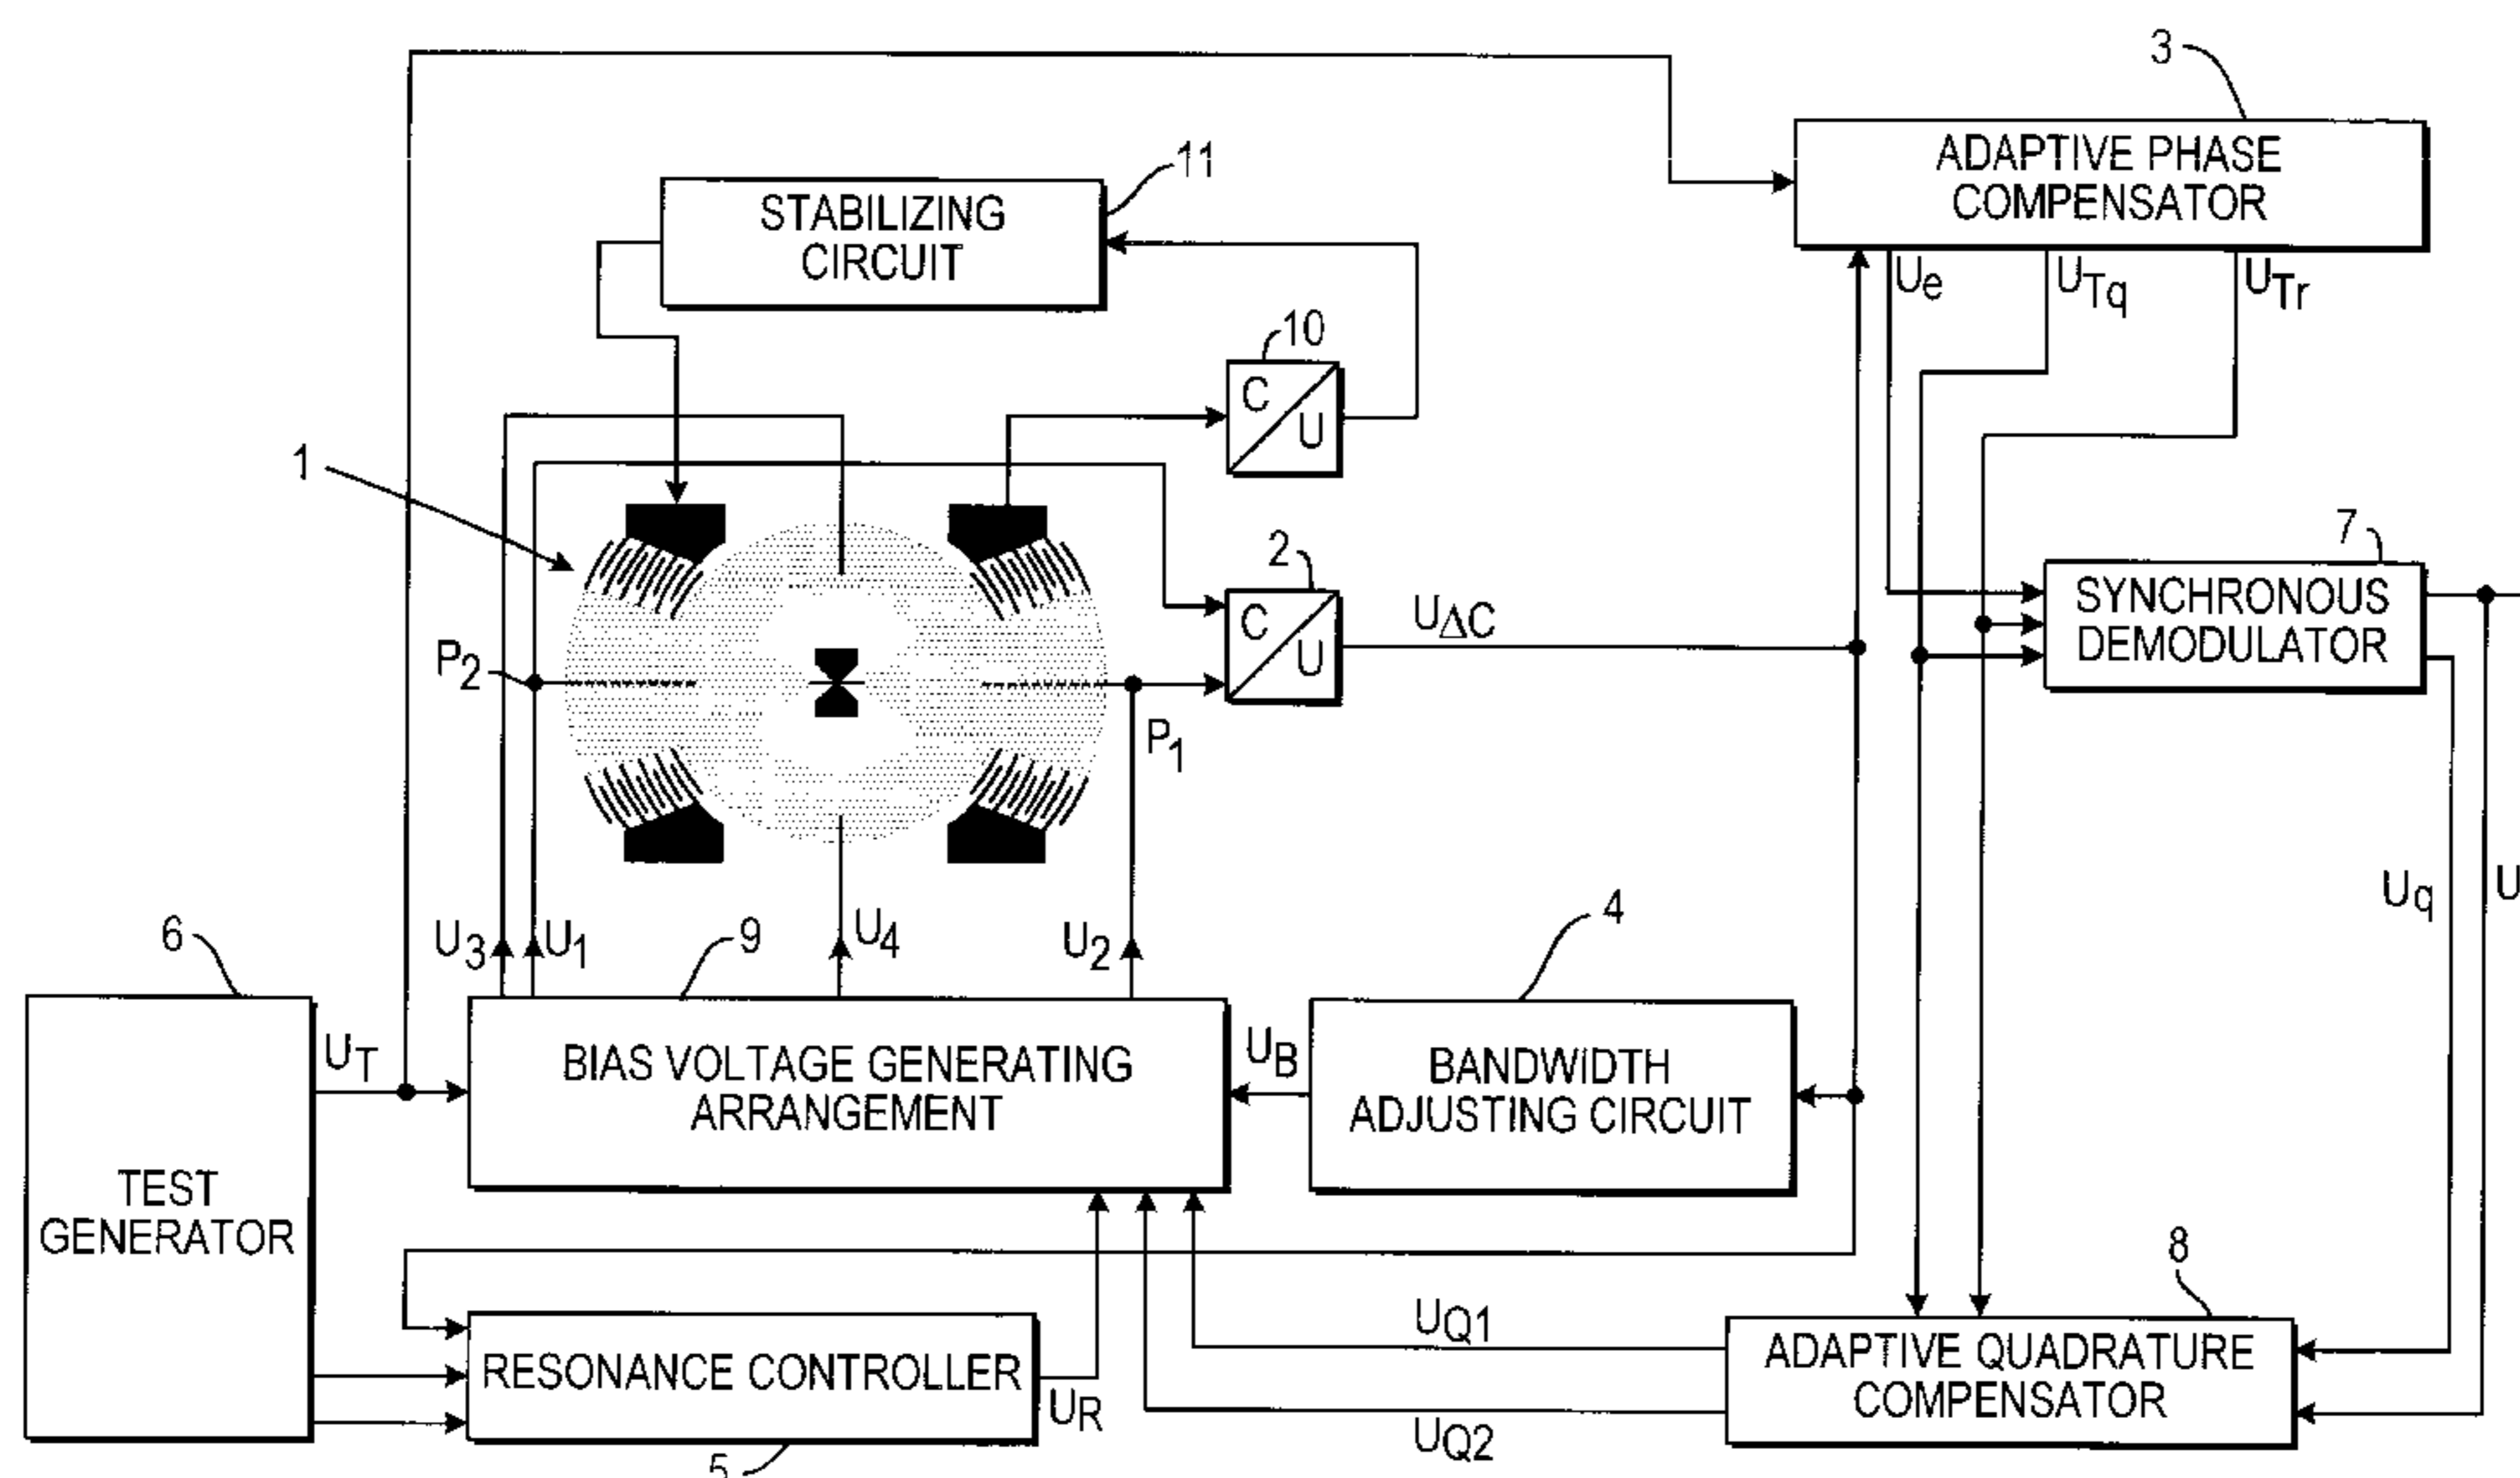 3
ADAPTIVE PHASE
COMPENSATOR
11
STABILIZING
CIRCUIT
Ue
UTq
UTr
10
C
U
1
2
C
U
UΔC
7
SYNCHRONOUS
DEMODULATOR
P2
P1
Uq
U
6
U3
U1
9
U4
U2
4
UT
BIAS VOLTAGE GENERATING
ARRANGEMENT
UB
BANDWIDTH
ADJUSTING CIRCUIT
TEST
GENERATOR
8
UQ1
RESONANCE CONTROLLER
UR
ADAPTIVE QUADRATURE
COMPENSATOR
UQ2
5